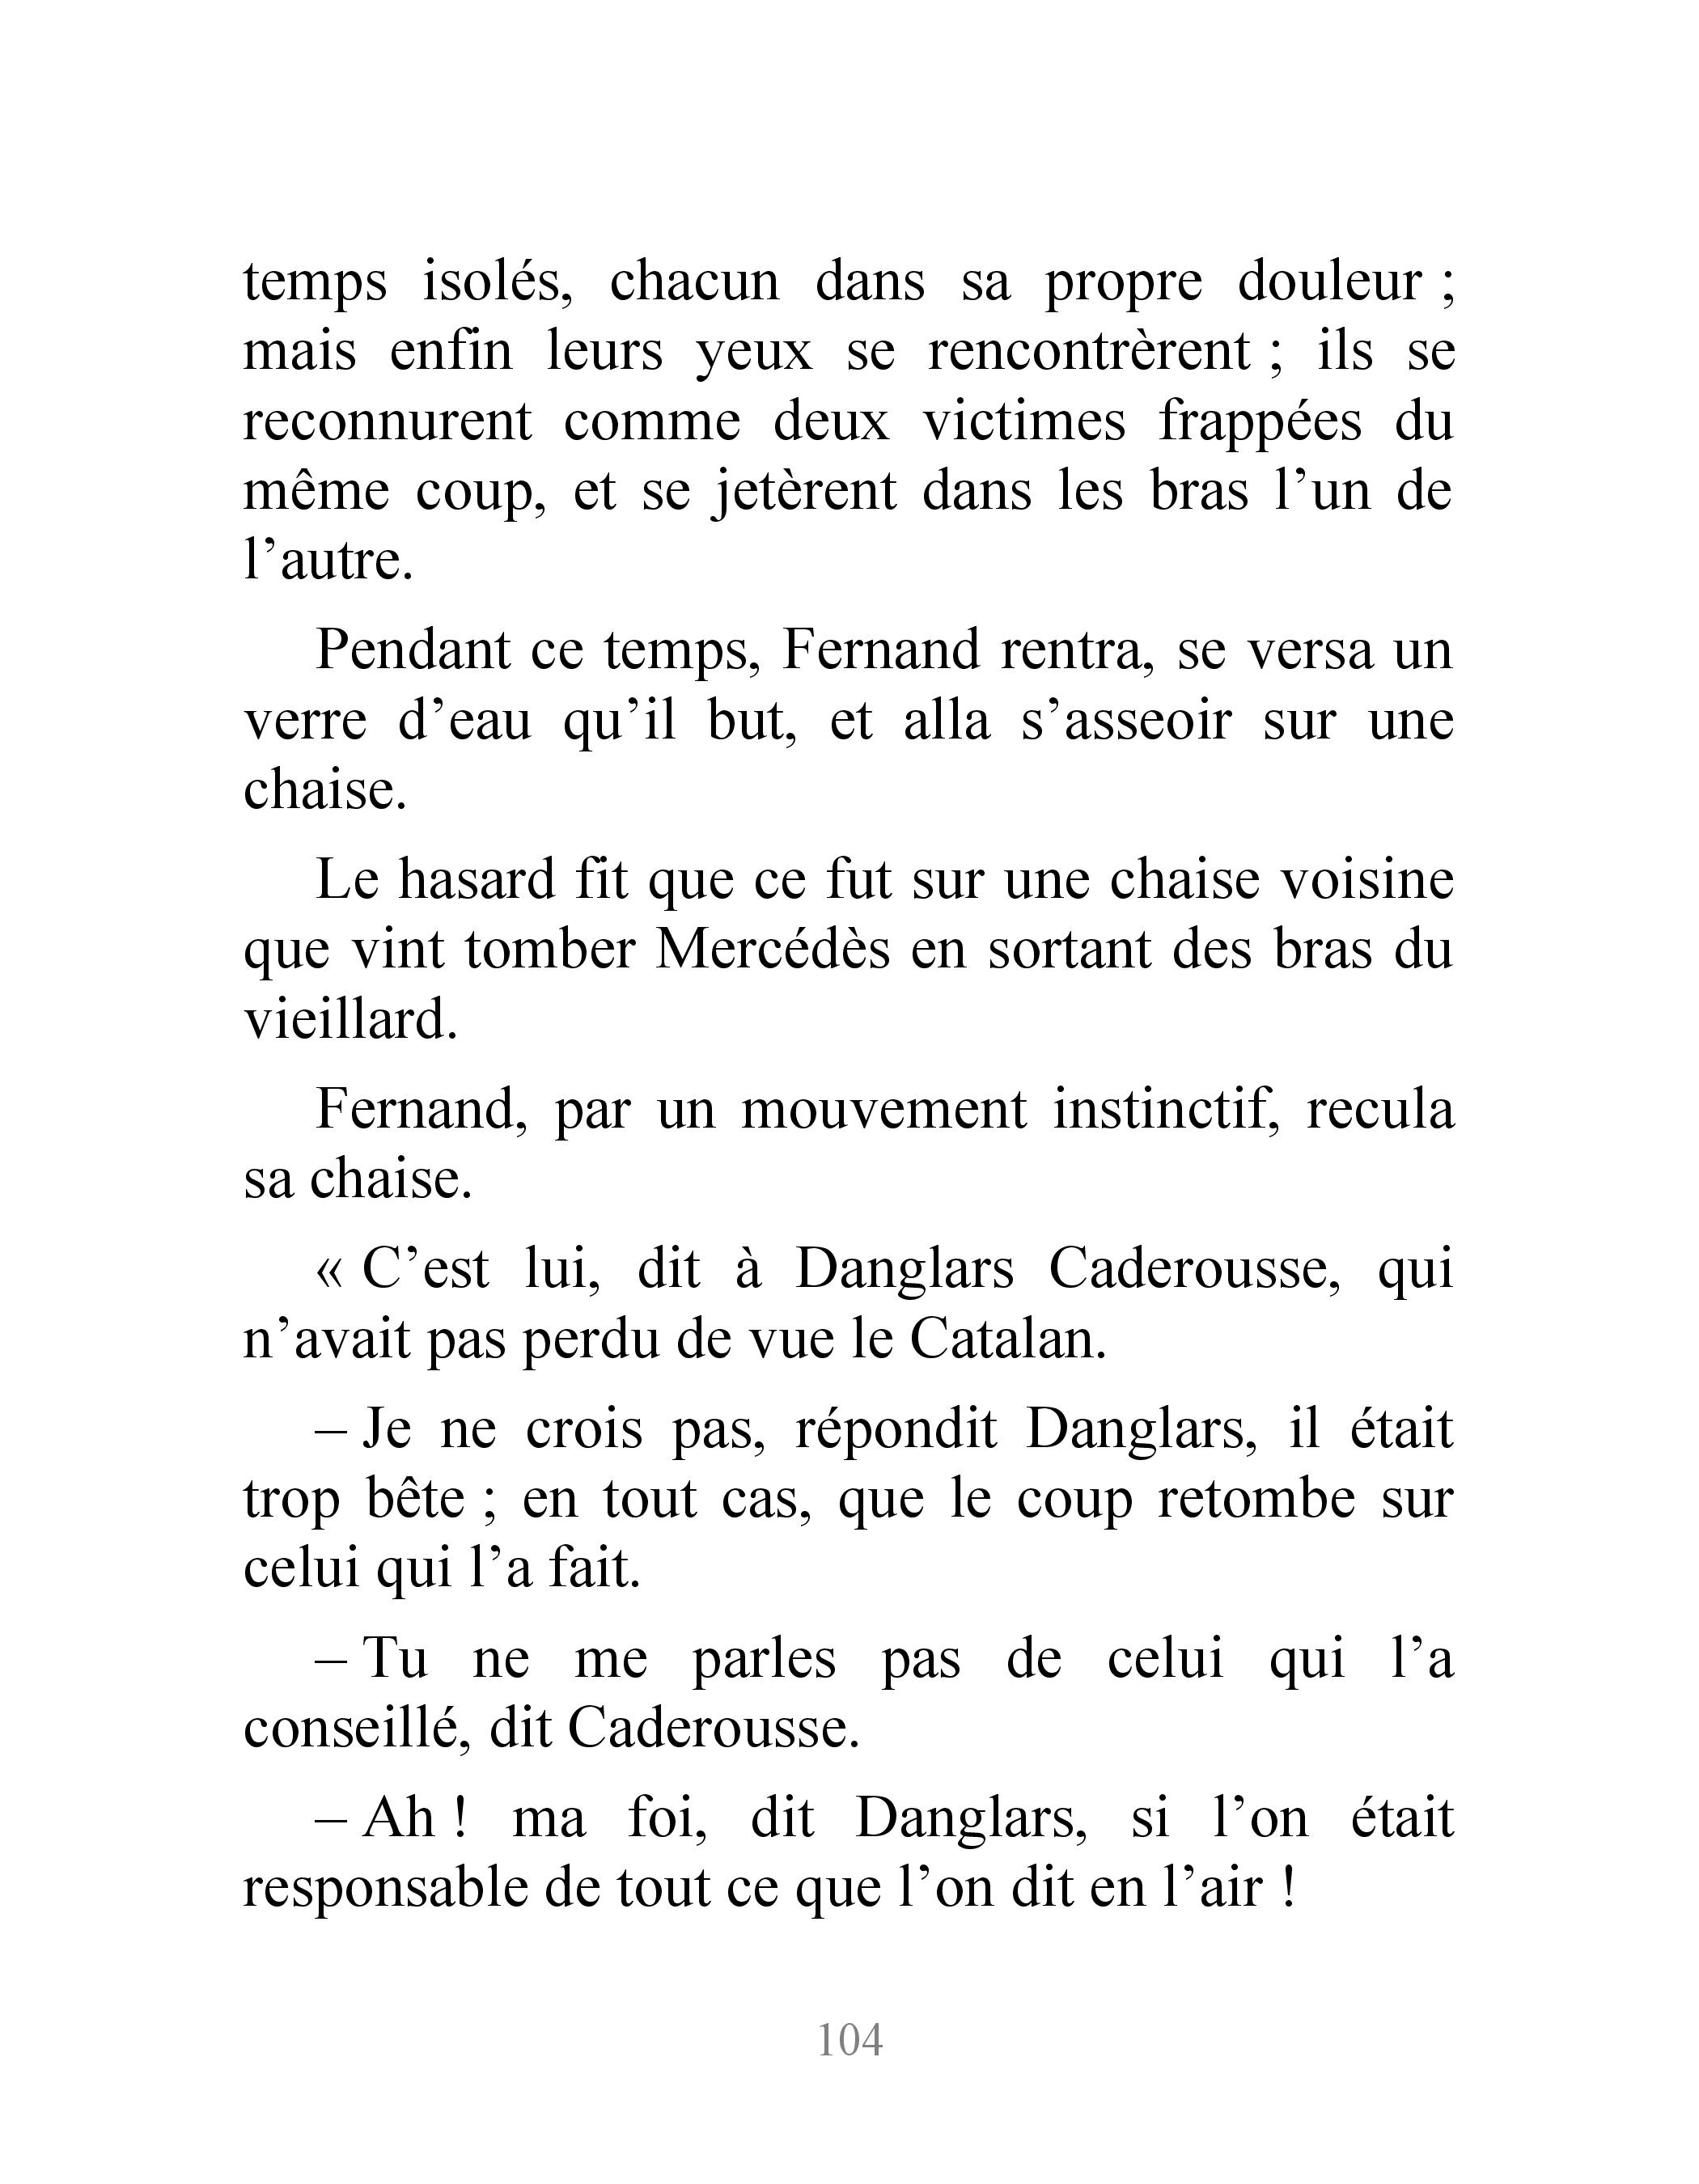 temps isolés, chacun dans sa propre douleur ;
mais enfin leurs yeux se rencontrèrent ; ils se
reconnurent comme deux victimes frappées du
même coup, et se jetèrent dans les bras l’un de
l’autre.
Pendant ce temps, Fernand rentra, se versa un
verre d’eau qu’il but, et alla s’asseoir sur une
chaise.
Le hasard fit que ce fut sur une chaise voisine
que vint tomber Mercédès en sortant des bras du
vieillard.
Fernand, par un mouvement instinctif, recula
sa chaise.
« C’est lui, dit à Danglars Caderousse, qui
n’avait pas perdu de vue le Catalan.
– Je ne crois pas, répondit Danglars, il était
trop bête ; en tout cas, que le coup retombe sur
celui qui l’a fait.
– Tu ne me parles pas de celui qui l’a
conseillé, dit Caderousse.
– Ah ! ma foi, dit Danglars, si l’on était
responsable de tout ce que l’on dit en l’air !
104